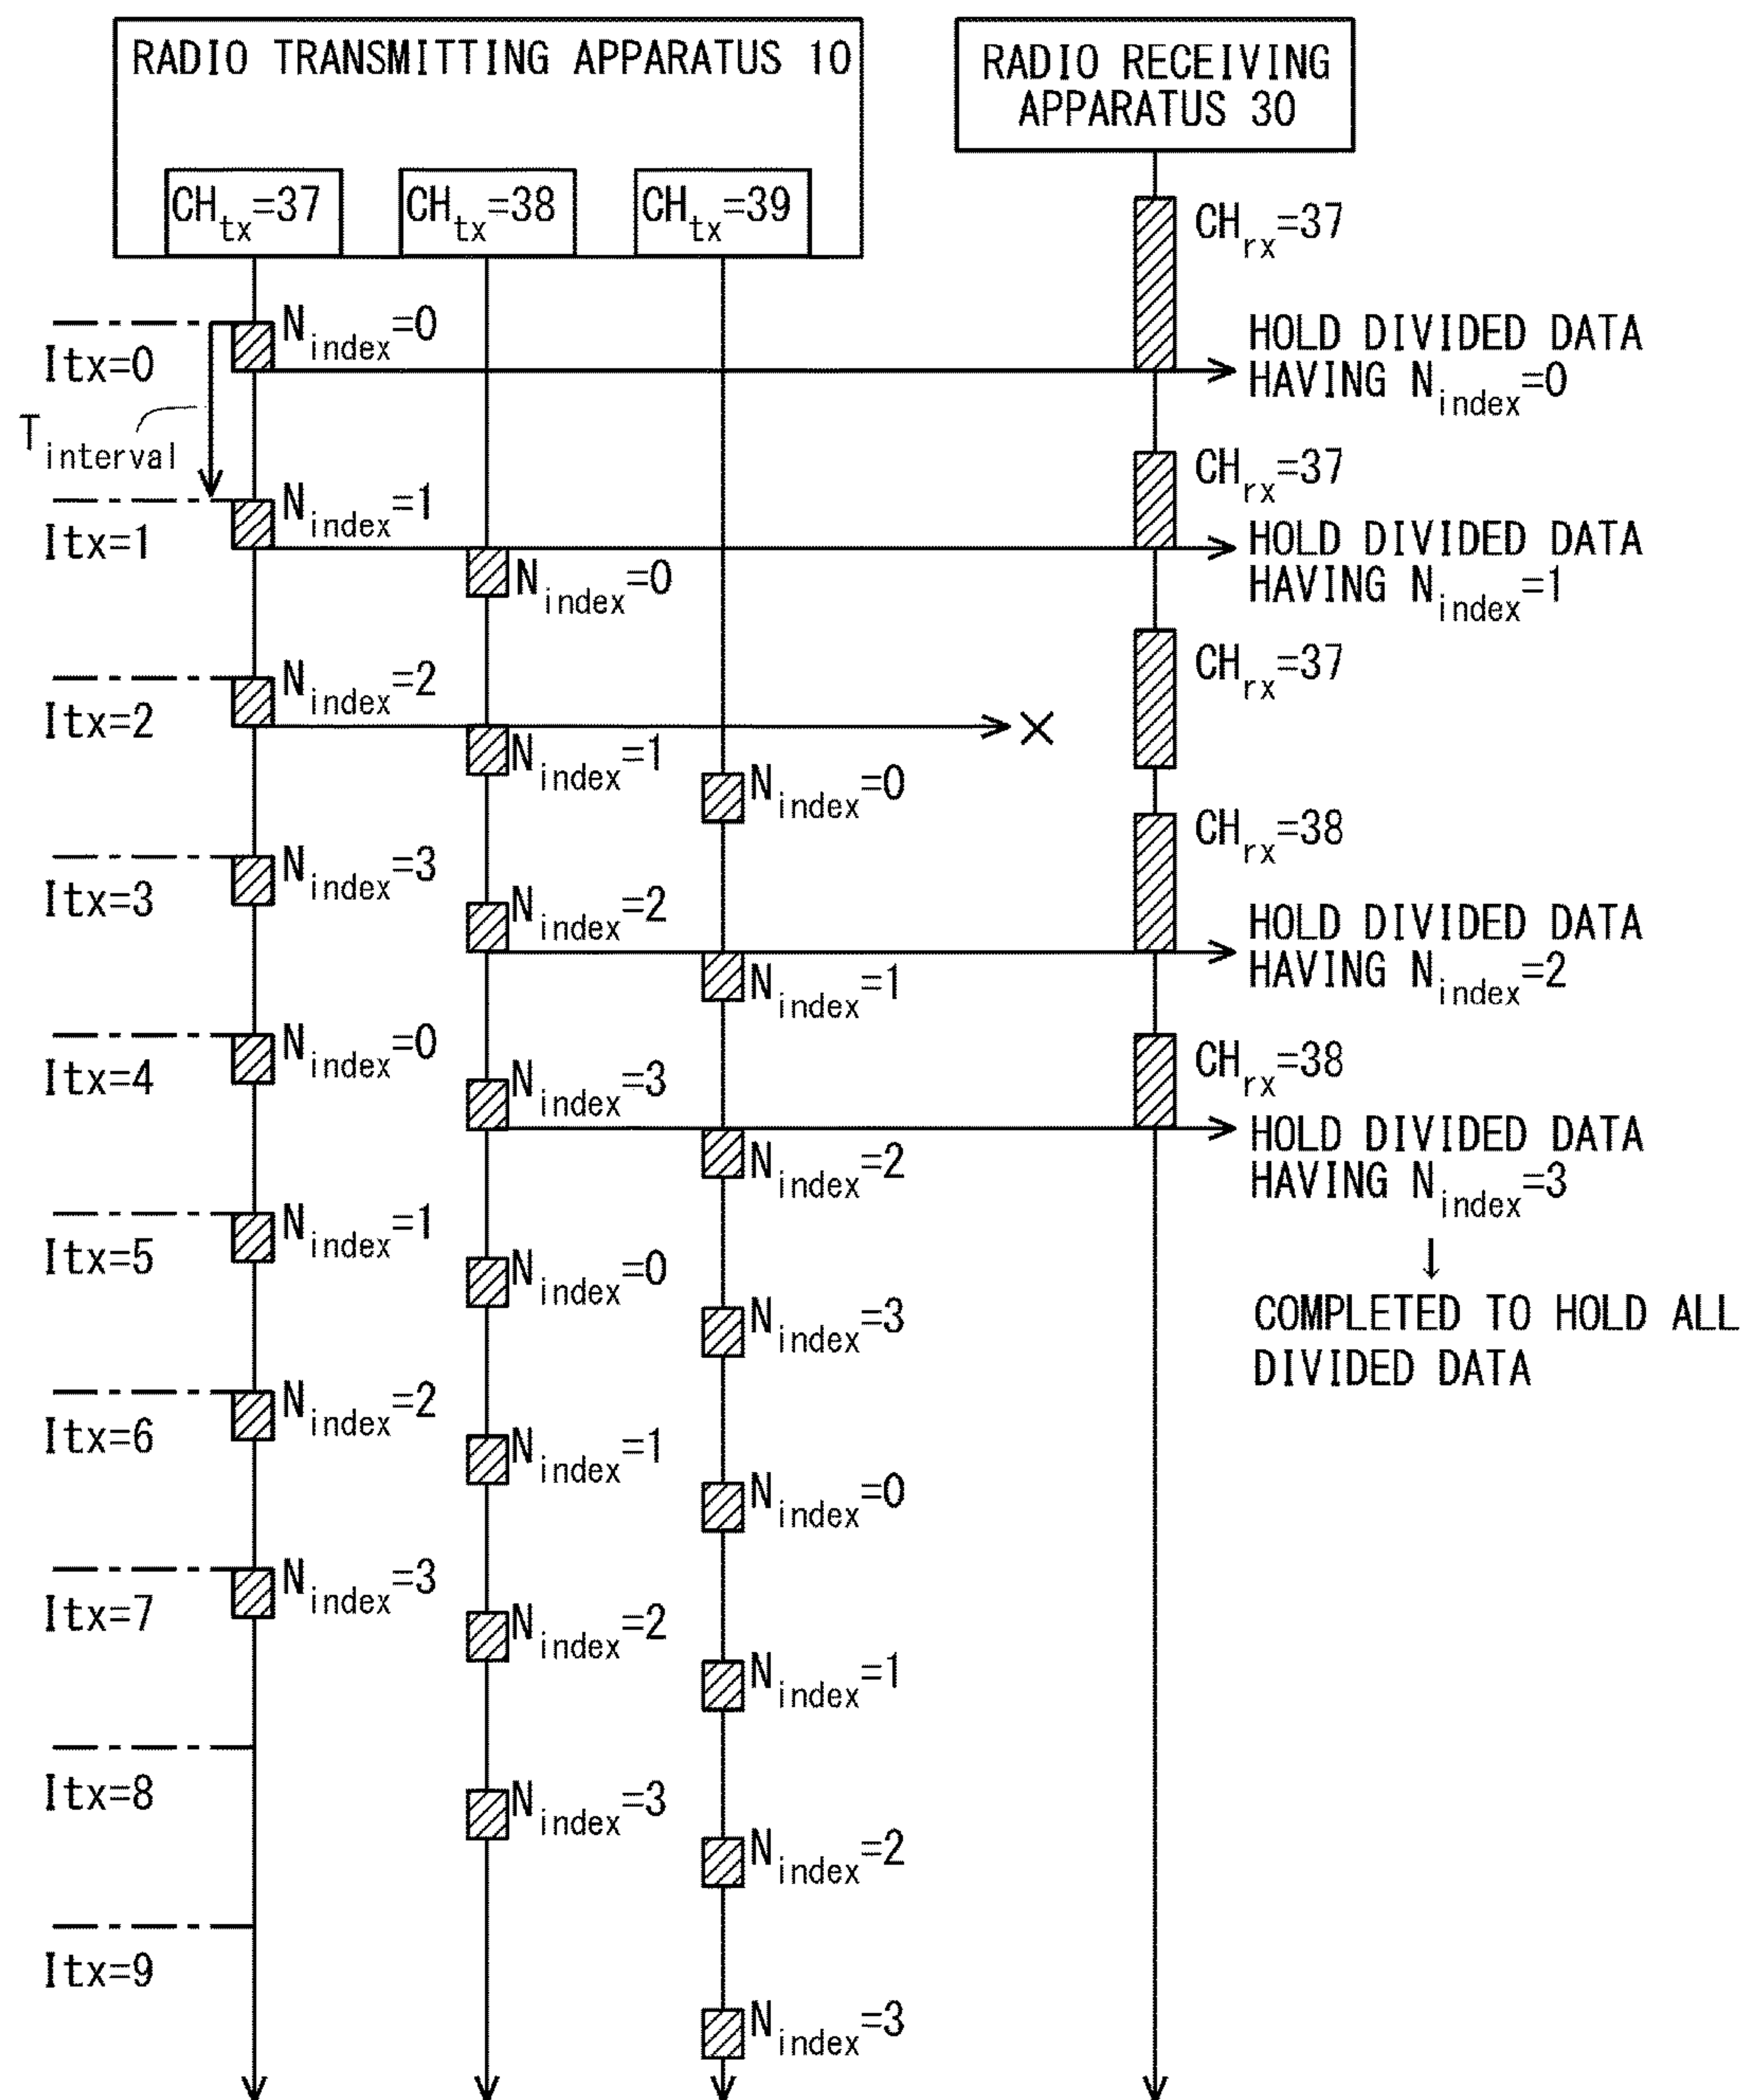 RADIO TRANSMITTING APPARATUS 10
RADIO RECEIVING
APPARATUS 30
CHtx=37
CHtx=38
CHtx=39
CHrx=37
Nindex=0
Itx=0
HOLD DIVIDED DATA
HAVING Nindex=0
Tinterval
CHrx=37
Nindex=1
Itx=1
HOLD DIVIDED DATA
HAVING Nindex=1
Nindex=0
CHrx=37
Nindex=2
Itx=2
×
Nindex=1
Nindex=0
CHrx=38
Nindex=3
Itx=3
Nindex=2
HOLD DIVIDED DATA
HAVING Nindex=2
Nindex=1
Nindex=0
Itx=4
CHrx=38
Nindex=3
HOLD DIVIDED DATA
HAVING Nindex=3
Nindex=2
↓
Nindex=1
Itx=5
Nindex=0
Nindex=3
COMPLETED TO HOLD ALL
DIVIDED DATA
Nindex=2
Itx=6
Nindex=1
Nindex=0
Nindex=3
Itx=7
Nindex=2
Nindex=1
Itx=8
Nindex=3
Nindex=2
Itx=9
Nindex=3